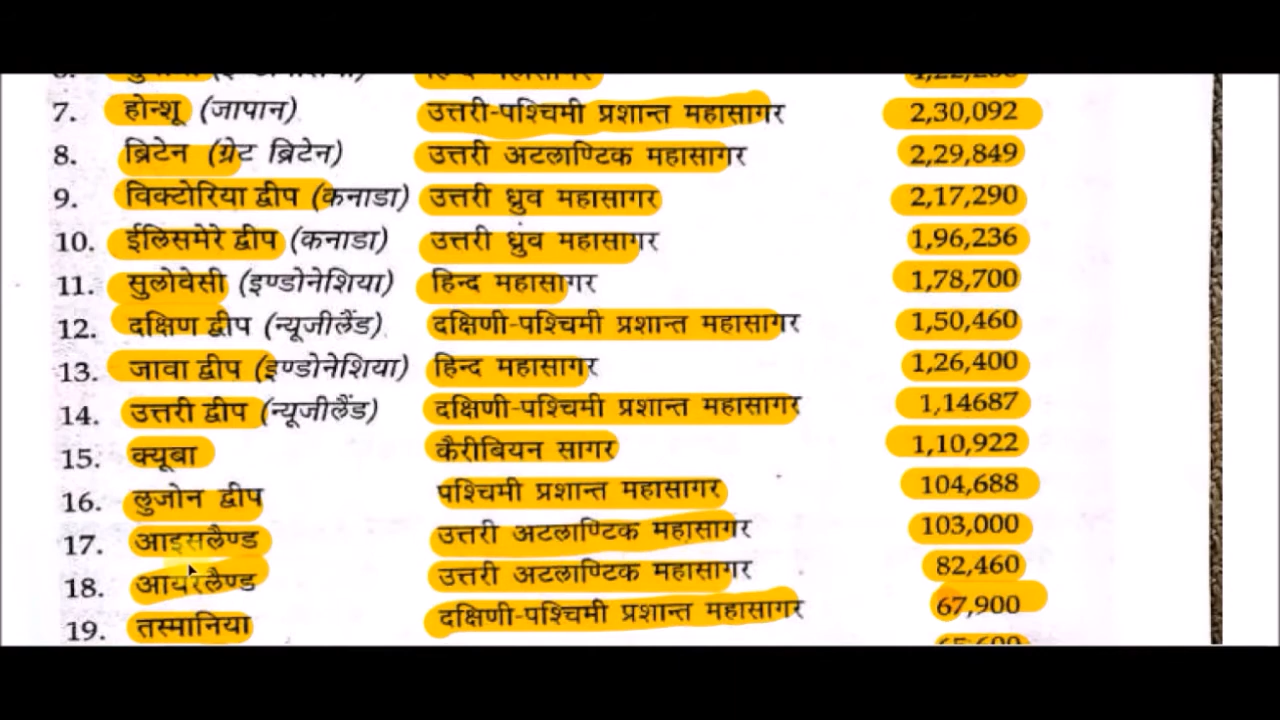 7. होन्शू (जापान) उत्तरी-पश्चिमी प्रशान्त महासागर 2,30,092
8. ब्रिटेन (ग्रेट ब्रिटेन) उत्तरी अटलाण्टिक महासागर 2,29,849
9. विक्टोरिया द्वीप (कनाडा) उत्तरी ध्रुव महासागर 2,17,290
10. ईलिसमेरे द्वीप (कनाडा) उत्तरी ध्रुव महासागर 1,96,236
11. सुलोवेसी (इण्डोनेशिया) हिन्द महासागर 1,78,700
12. दक्षिण द्वीप (न्यूजीलैंड) दक्षिणी-पश्चिमी प्रशान्त महासागर 1,50,460
13. जावा द्वीप (इण्डोनेशिया) हिन्द महासागर 1,26,400
14. उत्तरी द्वीप (न्यूजीलैंड) दक्षिणी-पश्चिमी प्रशान्त महासागर 1,14687
15. क्यूबा कैरीबियन सागर 1,10,922
16. लुजोन द्वीप पश्चिमी प्रशान्त महासागर 104,688
17. आइसलैण्ड उत्तरी अटलाण्टिक महासागर 103,000
18. आयरलैण्ड उत्तरी अटलाण्टिक महासागर 82,460
19. तस्मानिया दक्षिणी-पश्चिमी प्रशान्त महासागर 67,900